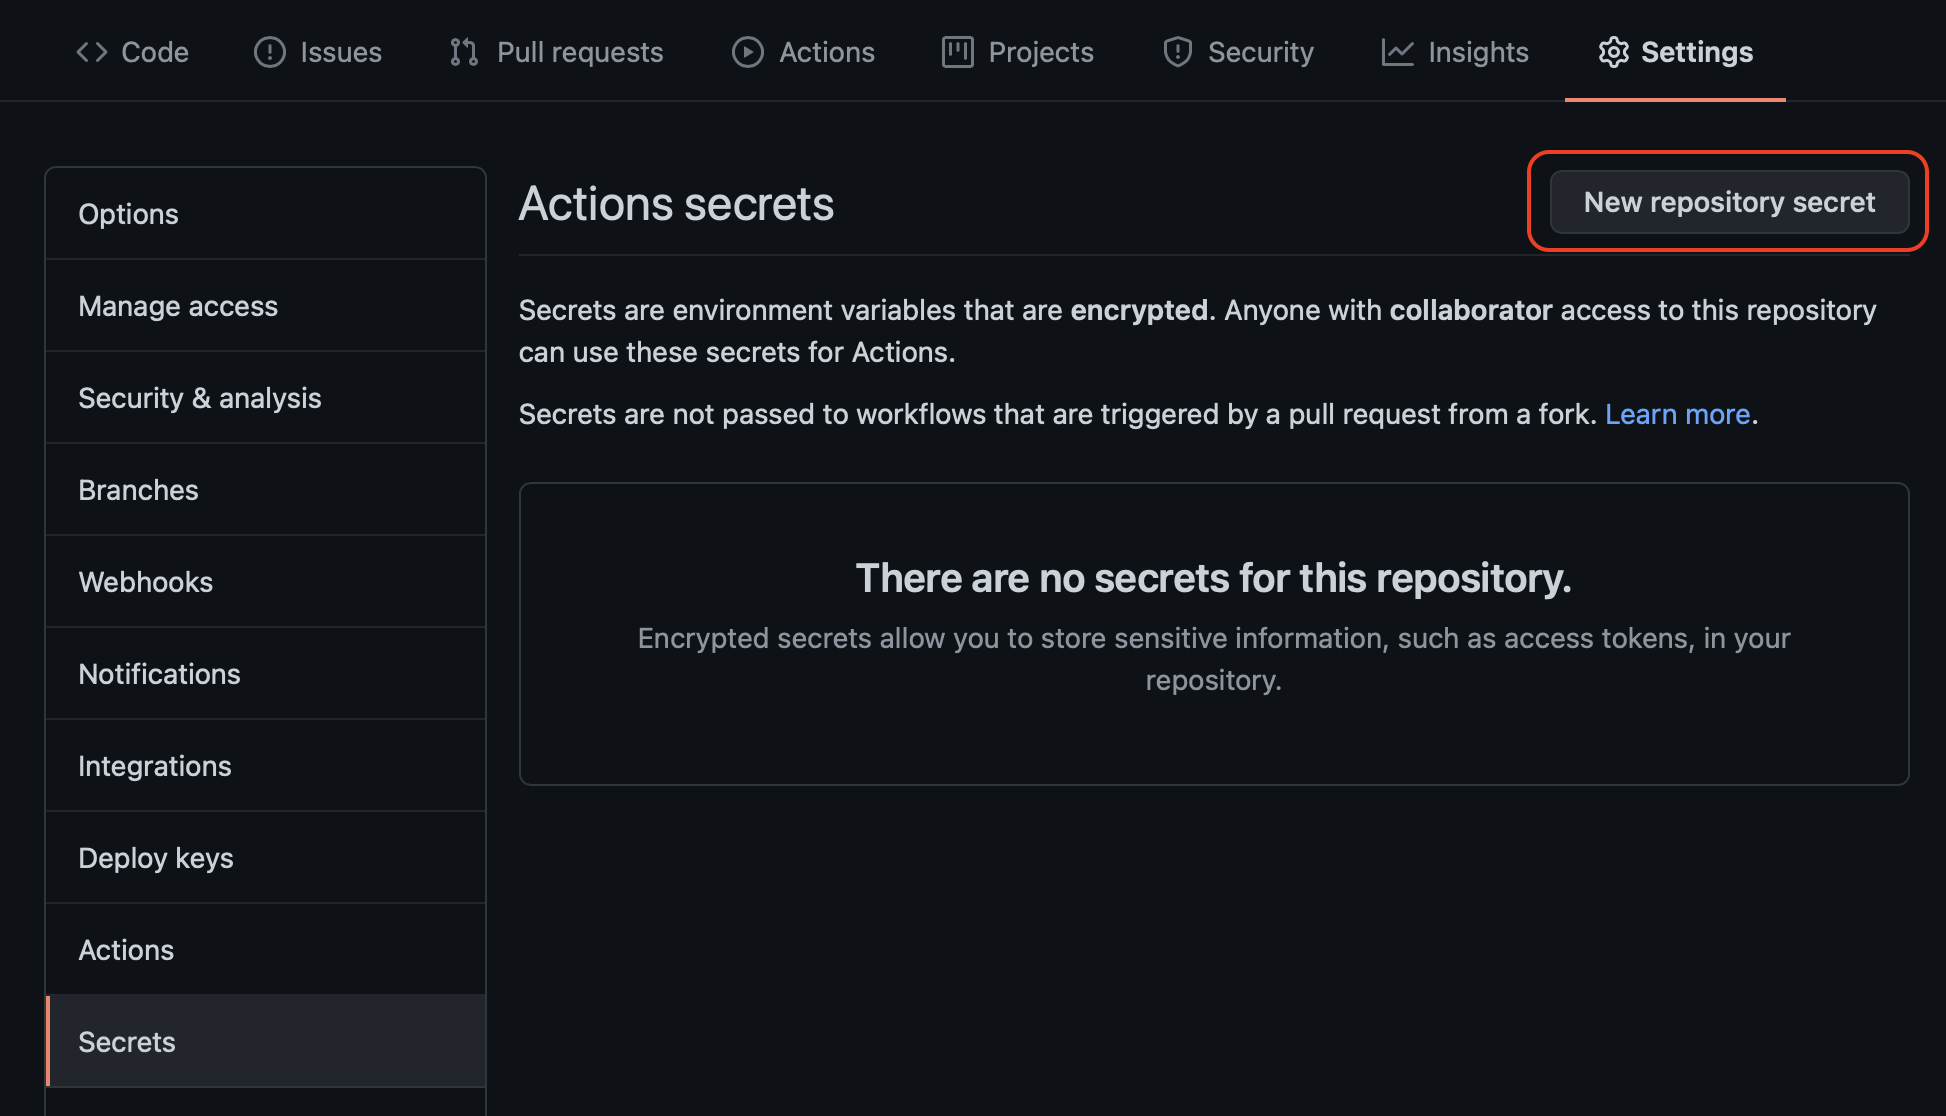 Code
Issues
Pull requests
Actions
Projects
Security
Insights
Settings
Options
Manage access
Security & analysis
Branches
Webhooks
Notifications
Integrations
Deploy keys
Actions
Secrets
Actions secrets
New repository secret
Secrets are environment variables that are encrypted. Anyone with collaborator access to this repository
can use these secrets for Actions.
Secrets are not passed to workflows that are triggered by a pull request from a fork. Learn more.
There are no secrets for this repository.
Encrypted secrets allow you to store sensitive information, such as access tokens, in your
repository.